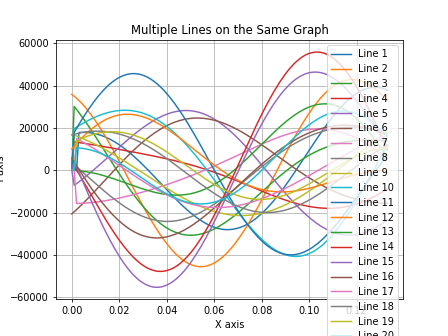 Multiple Lines on the Same Graph
60000
40000
20000
0
−20000
−40000
−60000
0.00
0.02
0.04
0.06
0.08
0.10
X axis
Line 1
Line 2
Line 3
Line 4
Line 5
Line 6
Line 7
Line 8
Line 9
Line 10
Line 11
Line 12
Line 13
Line 14
Line 15
Line 16
Line 17
Line 18
Line 19
Line 20